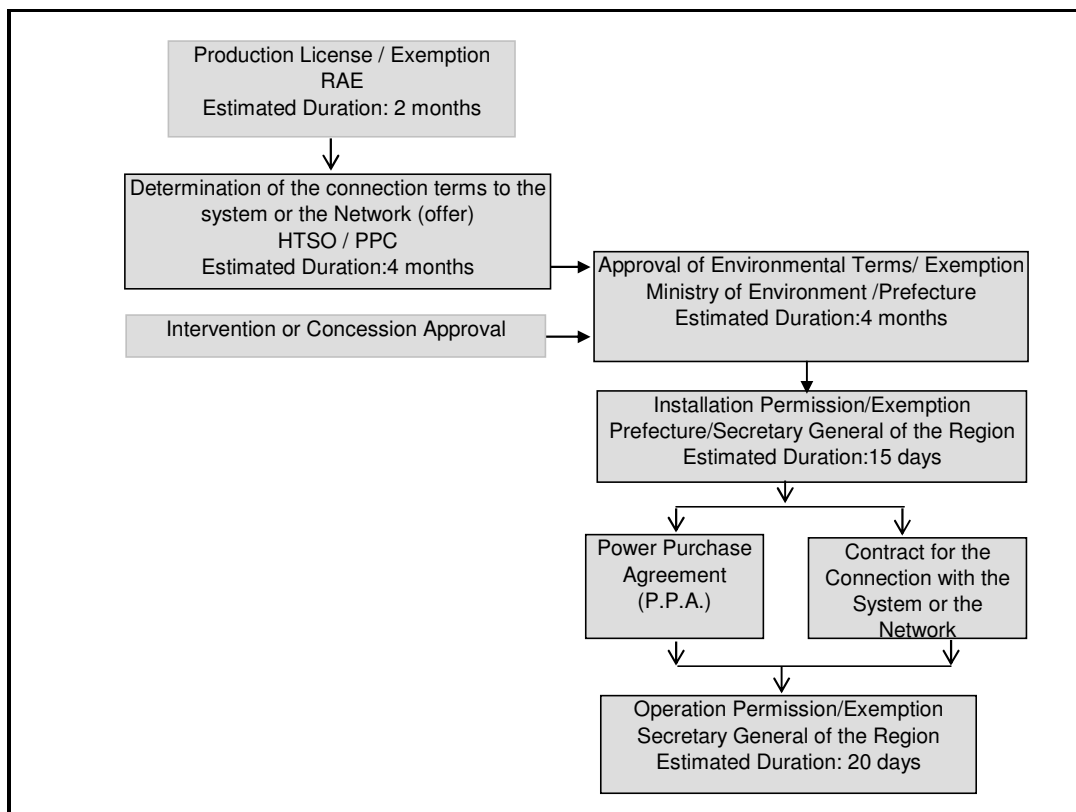 Production License / Exemption
RAE
Estimated Duration: 2 months
Determination of the connection terms to the
system or the Network (offer)
HTSO / PPC
Estimated Duration:4 months
Approval of Environmental Terms/ Exemption
Ministry of Environment /Prefecture
Estimated Duration:4 months
Intervention or Concession Approval
Installation Permission/Exemption
Prefecture/Secretary General of the Region
Estimated Duration:15 days
Power Purchase
Agreement
(P.P.A.)
Contract for the
Connection with the
System or the
Network
Operation Permission/Exemption
Secretary General of the Region
Estimated Duration: 20 days